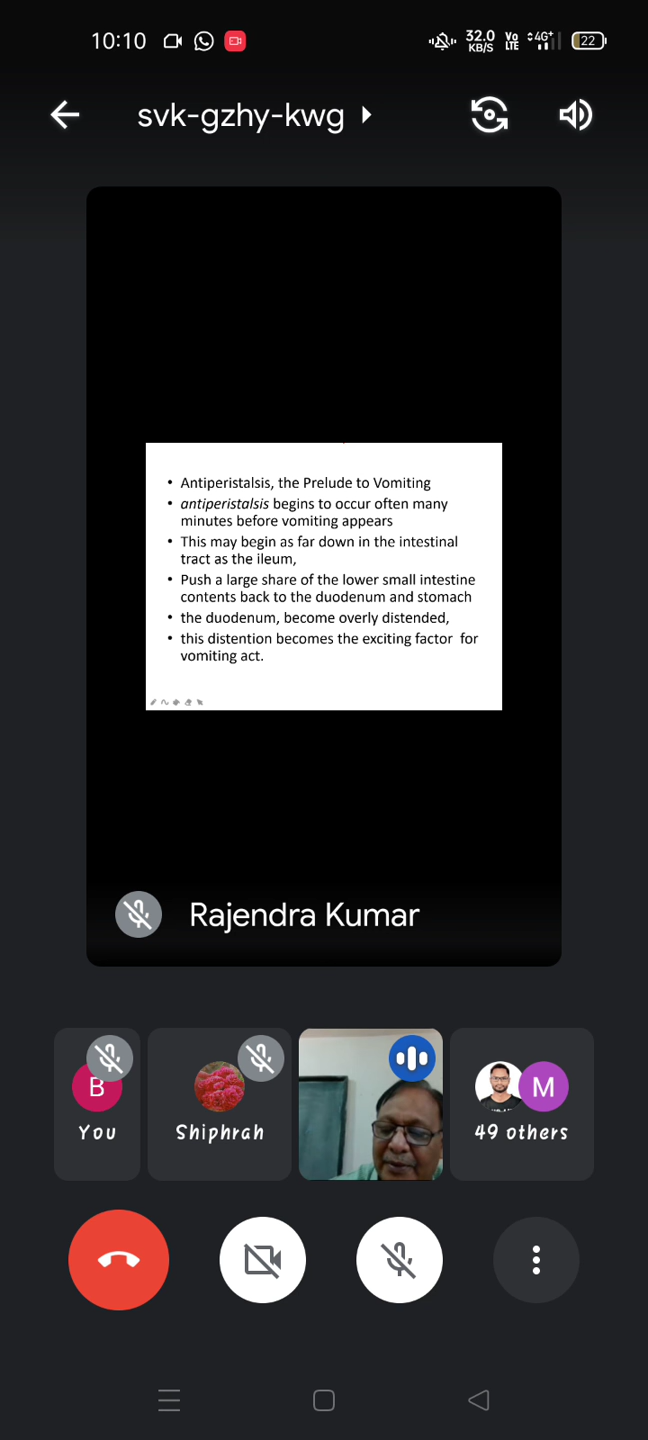 10:10 32.0 KB/S Vo LTE 4G+ 22
svk-gzhy-kwg
• Antiperistalsis, the Prelude to Vomiting
• antiperistalsis begins to occur often many
minutes before vomiting appears
• This may begin as far down in the intestinal
tract as the ileum,
• Push a large share of the lower small intestine
contents back to the duodenum and stomach
• the duodenum, become overly distended,
• this distention becomes the exciting factor for
vomiting act.
Rajendra Kumar
B M
You Shiphrah 49 others